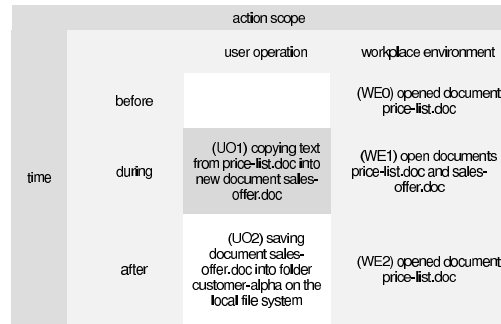 action scope
user operation
workplace environment
before
(WE0) opened document
price-list.doc
time
during
(UO1) copying text
from price-list.doc into
new document sales-
offer.doc
(WE1) open documents
price-list.doc and sales-
offer.doc
after
(UO2) saving
document sales-
offer.doc into folder
customer-alpha on the
local file system
(WE2) opened document
price-list.doc